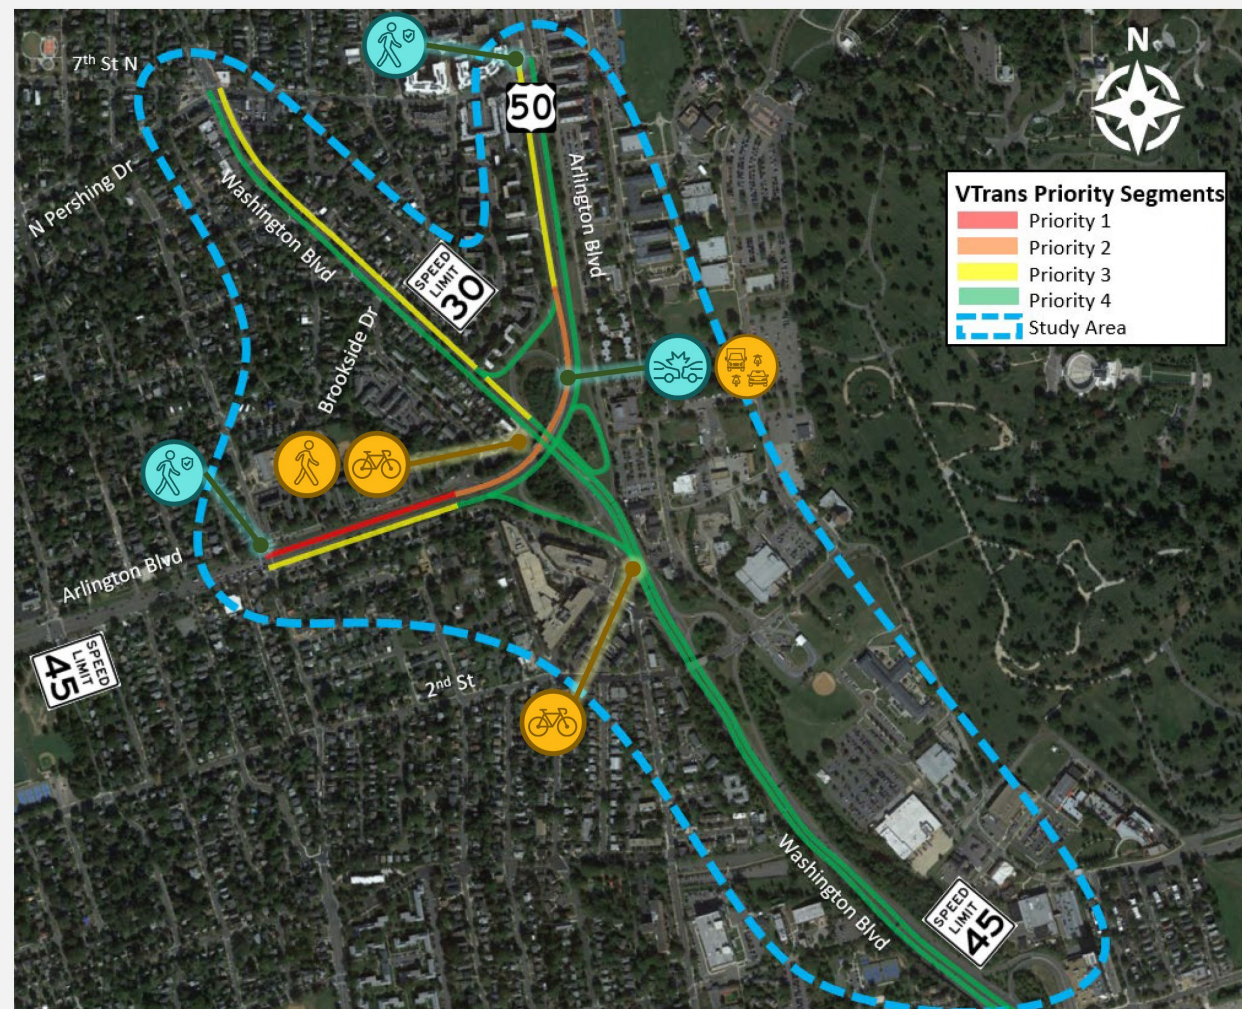 7th St N
50
N
N Pershing Dr
Washington Blvd
Arlington Blvd
VTrans Priority Segments
Priority 1
Priority 2
Priority 3
Priority 4
Study Area
SPEED
LIMIT
30
Brookside Dr
Arlington Blvd
SPEED
LIMIT
45
2nd St
Washington Blvd
SPEED
LIMIT
45